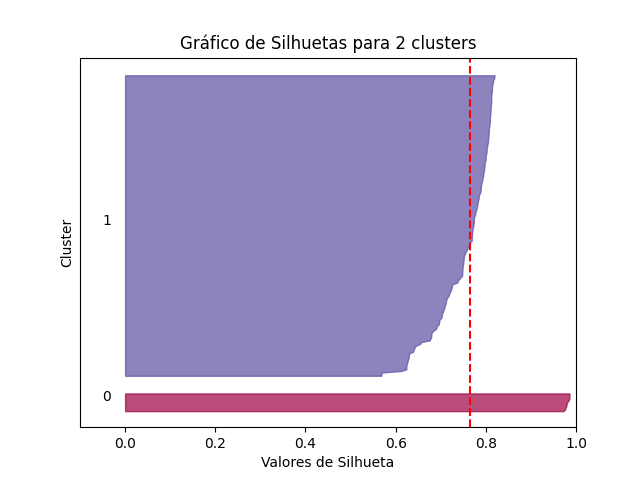 Gráfico de Silhuetas para 2 clusters
Cluster
1
0
0.0 0.2 0.4 0.6 0.8 1.0
Valores de Silhueta